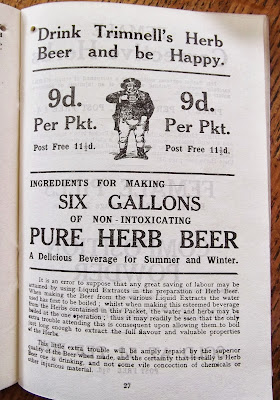 Drink Trimnell's Herb
Beer and be Happy.
9d.
Per Pkt.
Post Free 11½d.
9d.
Per Pkt.
Post Free 11½d.
INGREDIENTS FOR MAKING
SIX GALLONS
OF NON-INTOXICATING
PURE HERB BEER
A Delicious Beverage for Summer and Winter.
It is an error to suppose that any great saving of labour may be
attained by using Liquid Extracts in the preparation of Herb Beer.
When making the Beer from the various Liquid Extracts the water
used has first to be boiled; whilst when making this esteemed beverage
from the Herbs contained in this Packet, the water and herbs may be
boiled at the one operation; thus it may readily be seen that the only
extra trouble attending this is consequent upon allowing them to boil
just long enough to extract the full flavour and valuable properties
of the Herbs.
This little extra trouble will be amply repaid by the superior
quality of the Beer when made, and also by the certainty that it really is Herb
Beer one is drinking, and not some vile concoction of chemicals or
other injurious material.
27